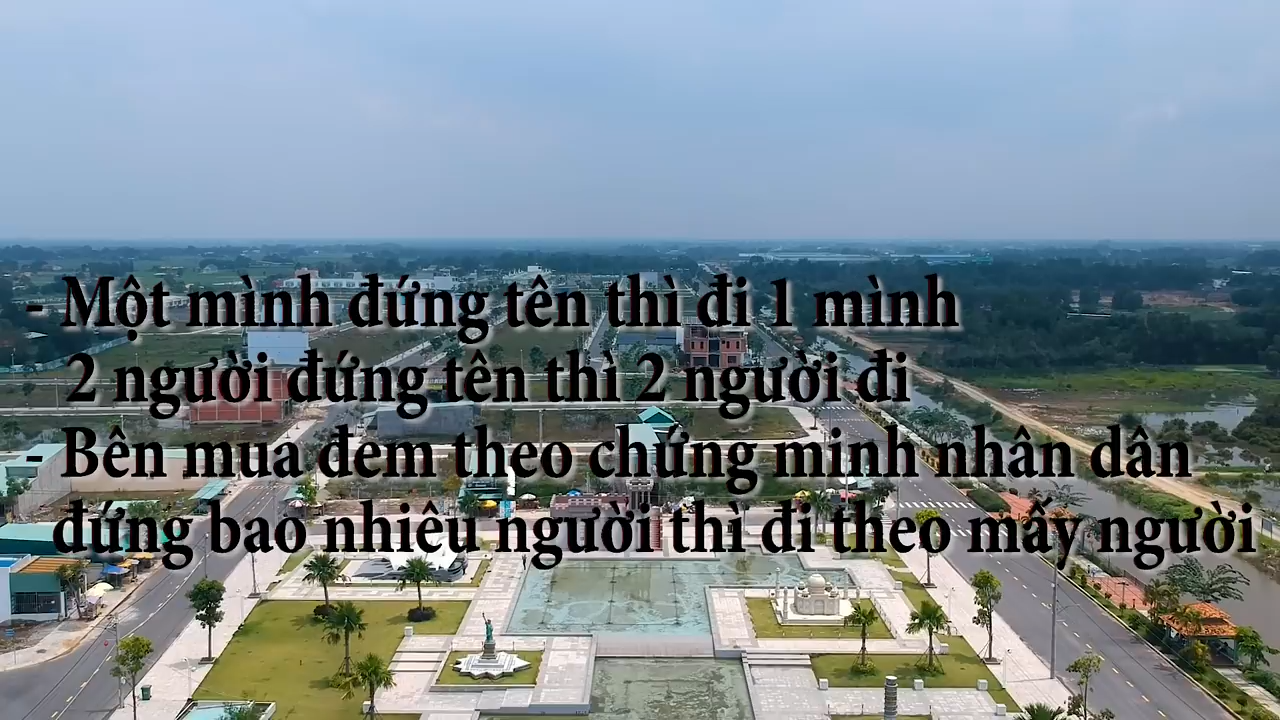 - Một mình đứng tên thì đi 1 mình
2 người đứng tên thì 2 người đi
- Bên mua đem theo chứng minh nhân dân
đứng bao nhiêu người thì đi theo mấy người